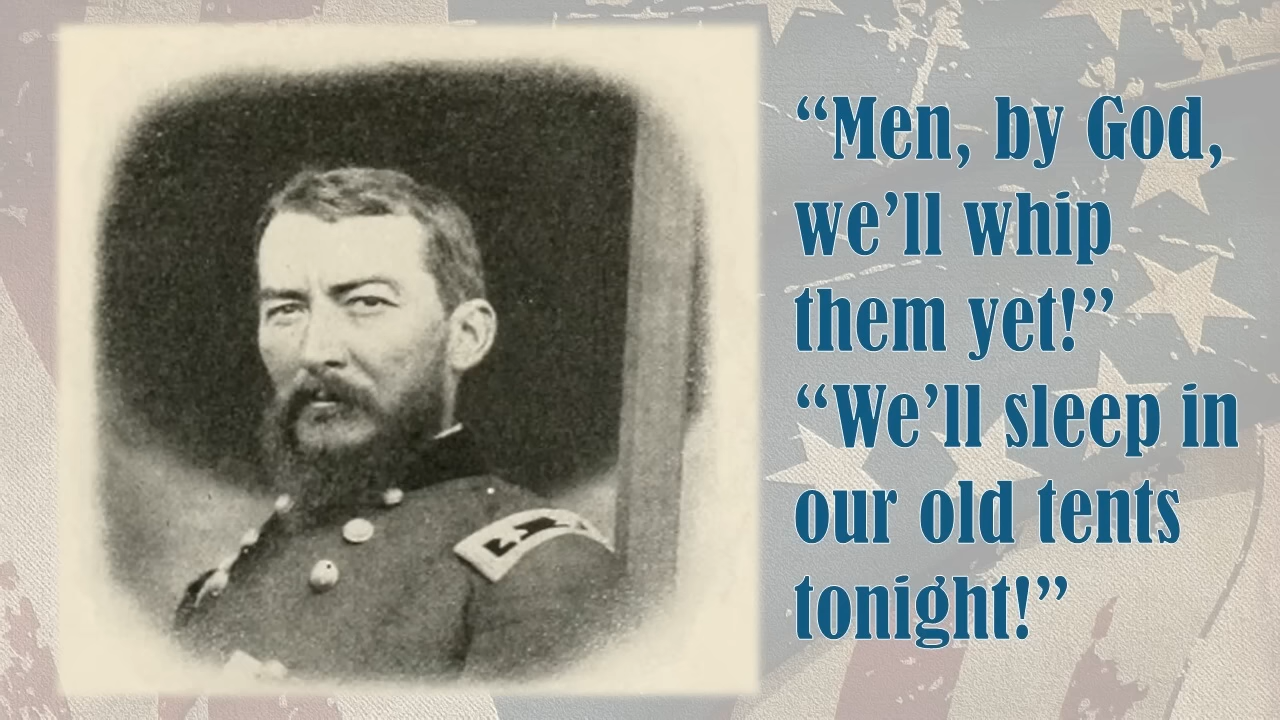 “Men, by God,
we’ll whip
them yet!”
“We’ll sleep in
our old tents
tonight!”